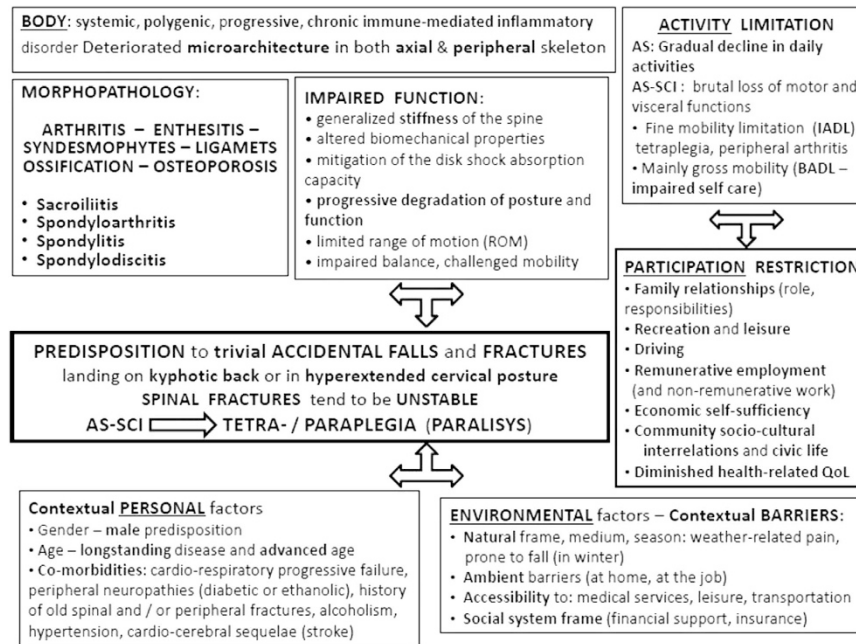 BODY: systemic, polygenic, progressive, chronic immune-mediated inflammatory
disorder Deteriorated microarchitecture in both axial & peripheral skeleton
MORPHOPATHOLOGY:
ARTHRITIS – ENTHESITIS –
SYNDESMOPHYTES – LIGAMETS
OSSIFICATION – OSTEOPOROSIS
• Sacroiliitis
• Spondyloarthritis
• Spondylitis
• Spondylodiscitis
IMPAIRED FUNCTION:
• generalized stiffness of the spine
• altered biomechanical properties
• mitigation of the disk shock absorption
capacity
• progressive degradation of posture and
function
• limited range of motion (ROM)
• impaired balance, challenged mobility
ACTIVITY LIMITATION
AS: Gradual decline in daily
activities
AS-SCI : brutal loss of motor and
visceral functions
• Fine mobility limitation (IADL)
tetraplegia, peripheral arthritis
• Mainly gross mobility (BADL –
impaired self care)
PARTICIPATION RESTRICTION
• Family relationships (role,
responsibilities)
• Recreation and leisure
• Driving
• Remunerative employment
(and non-remunerative work)
• Economic self-sufficiency
• Community socio-cultural
interrelations and civic life
• Diminished health-related QoL
PREDISPOSITION to trivial ACCIDENTAL FALLS and FRACTURES
landing on kyphotic back or in hyperextended cervical posture
SPINAL FRACTURES tend to be UNSTABLE
AS-SCI TETRA- / PARAPLEGIA (PARALISYS)
Contextual PERSONAL factors
• Gender – male predisposition
• Age – longstanding disease and advanced age
• Co-morbidities: cardio-respiratory progressive failure,
peripheral neuropathies (diabetic or ethanolic), history
of old spinal and / or peripheral fractures, alcoholism,
hypertension, cardio-cerebral sequelae (stroke)
ENVIRONMENTAL factors – Contextual BARRIERS:
• Natural frame, medium, season: weather-related pain,
prone to fall (in winter)
• Ambient barriers (at home, at the job)
• Accessibility to: medical services, leisure, transportation
• Social system frame (financial support, insurance)